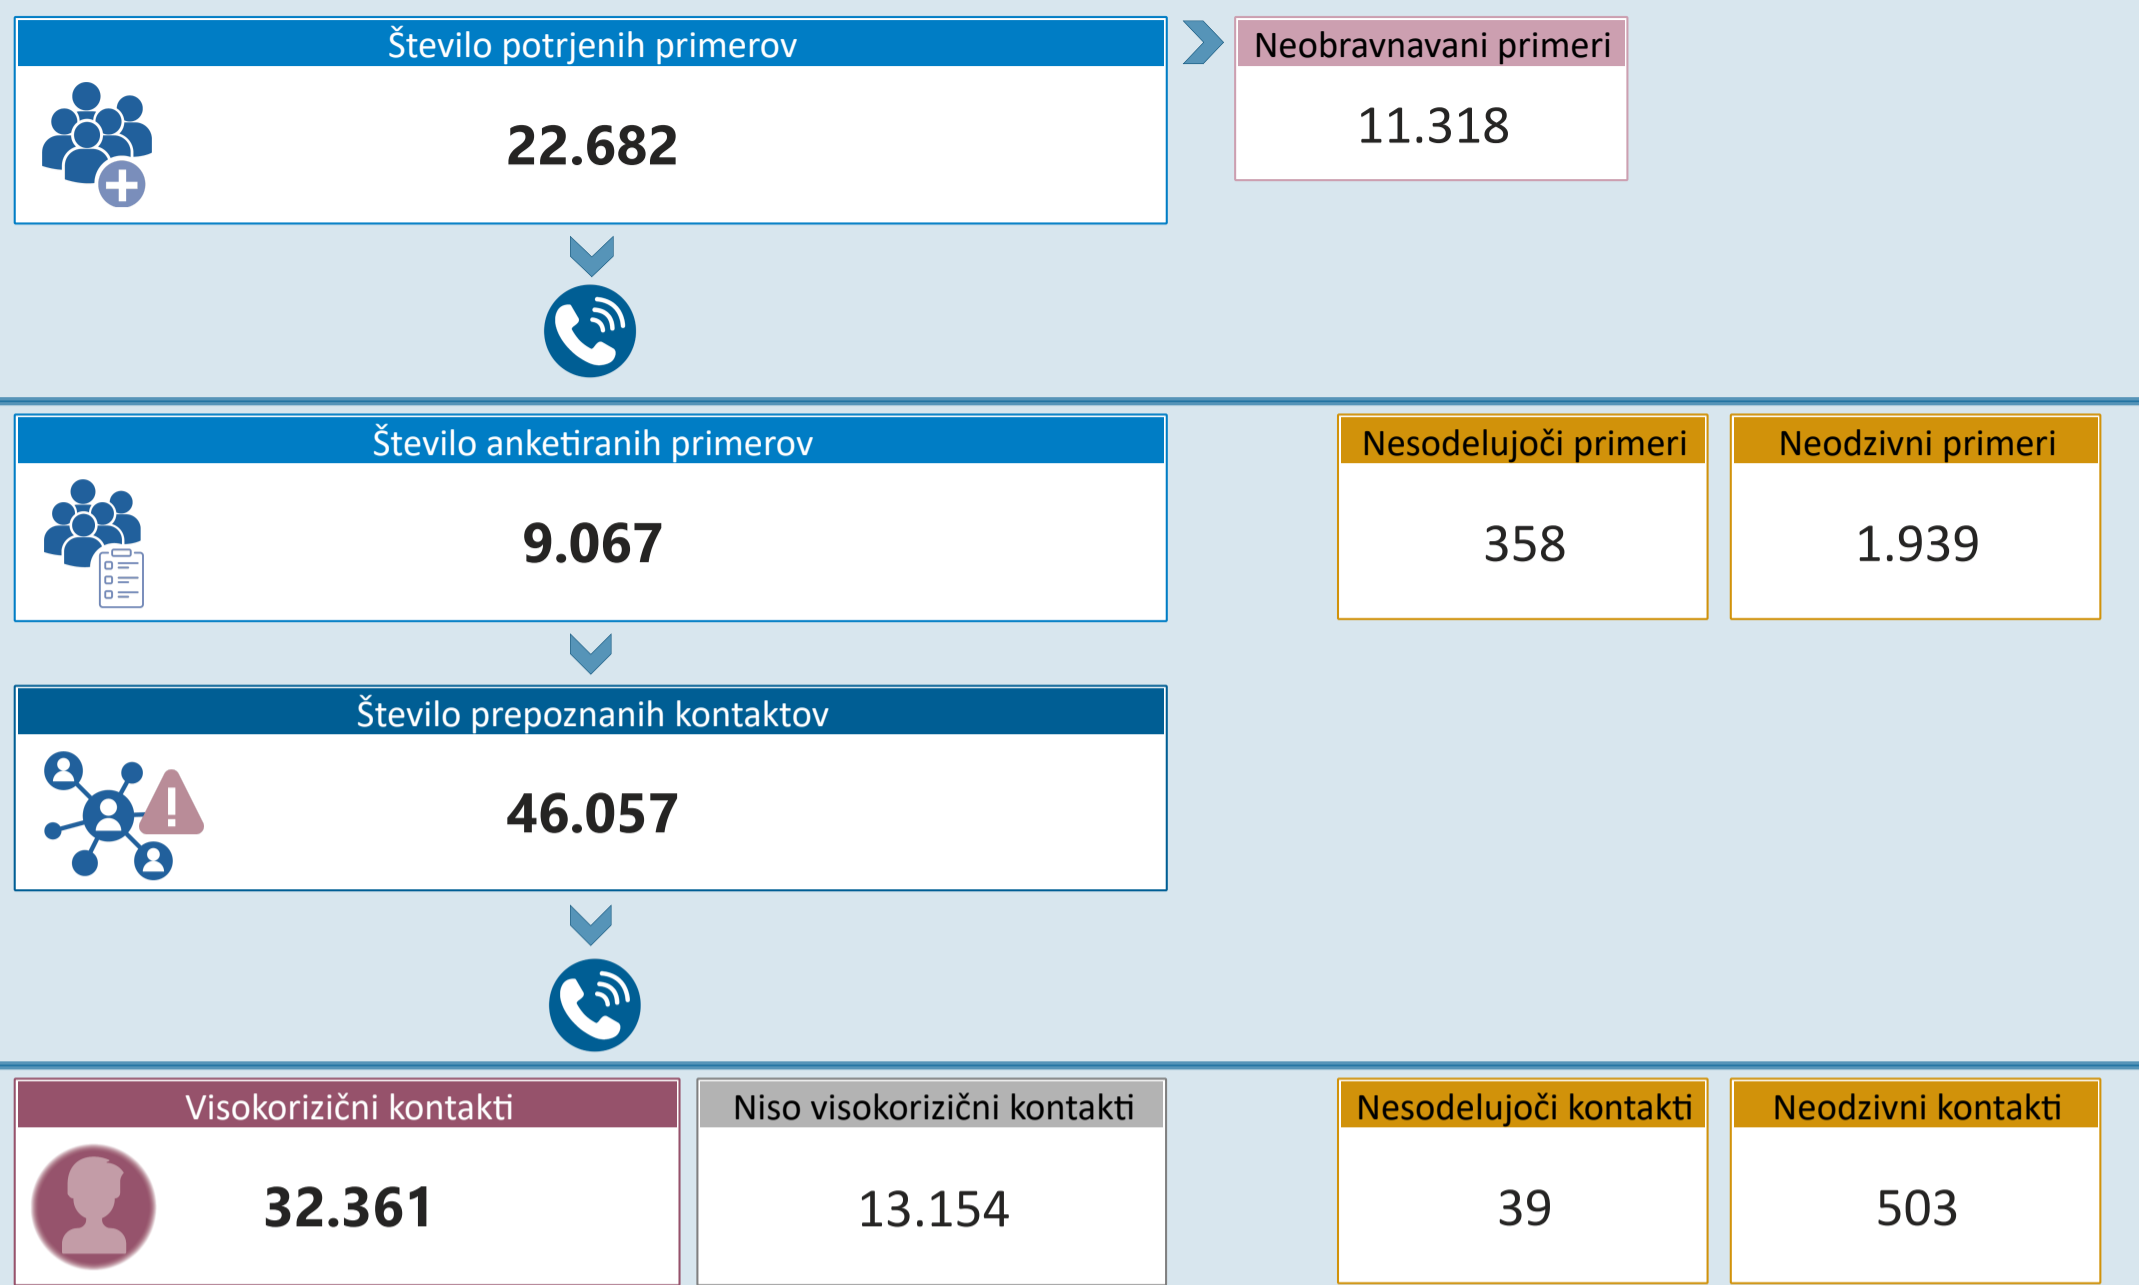 Število potrjenih primerov
22.682
Neobravnavani primeri
11.318
Število anketiranih primerov
9.067
Nesodelujoči primeri
358
Neodzivni primeri
1.939
Število prepoznanih kontaktov
46.057
Visokorizični kontakti
32.361
Niso visokorizični kontakti
13.154
Nesodelujoči kontakti
39
Neodzivni kontakti
503